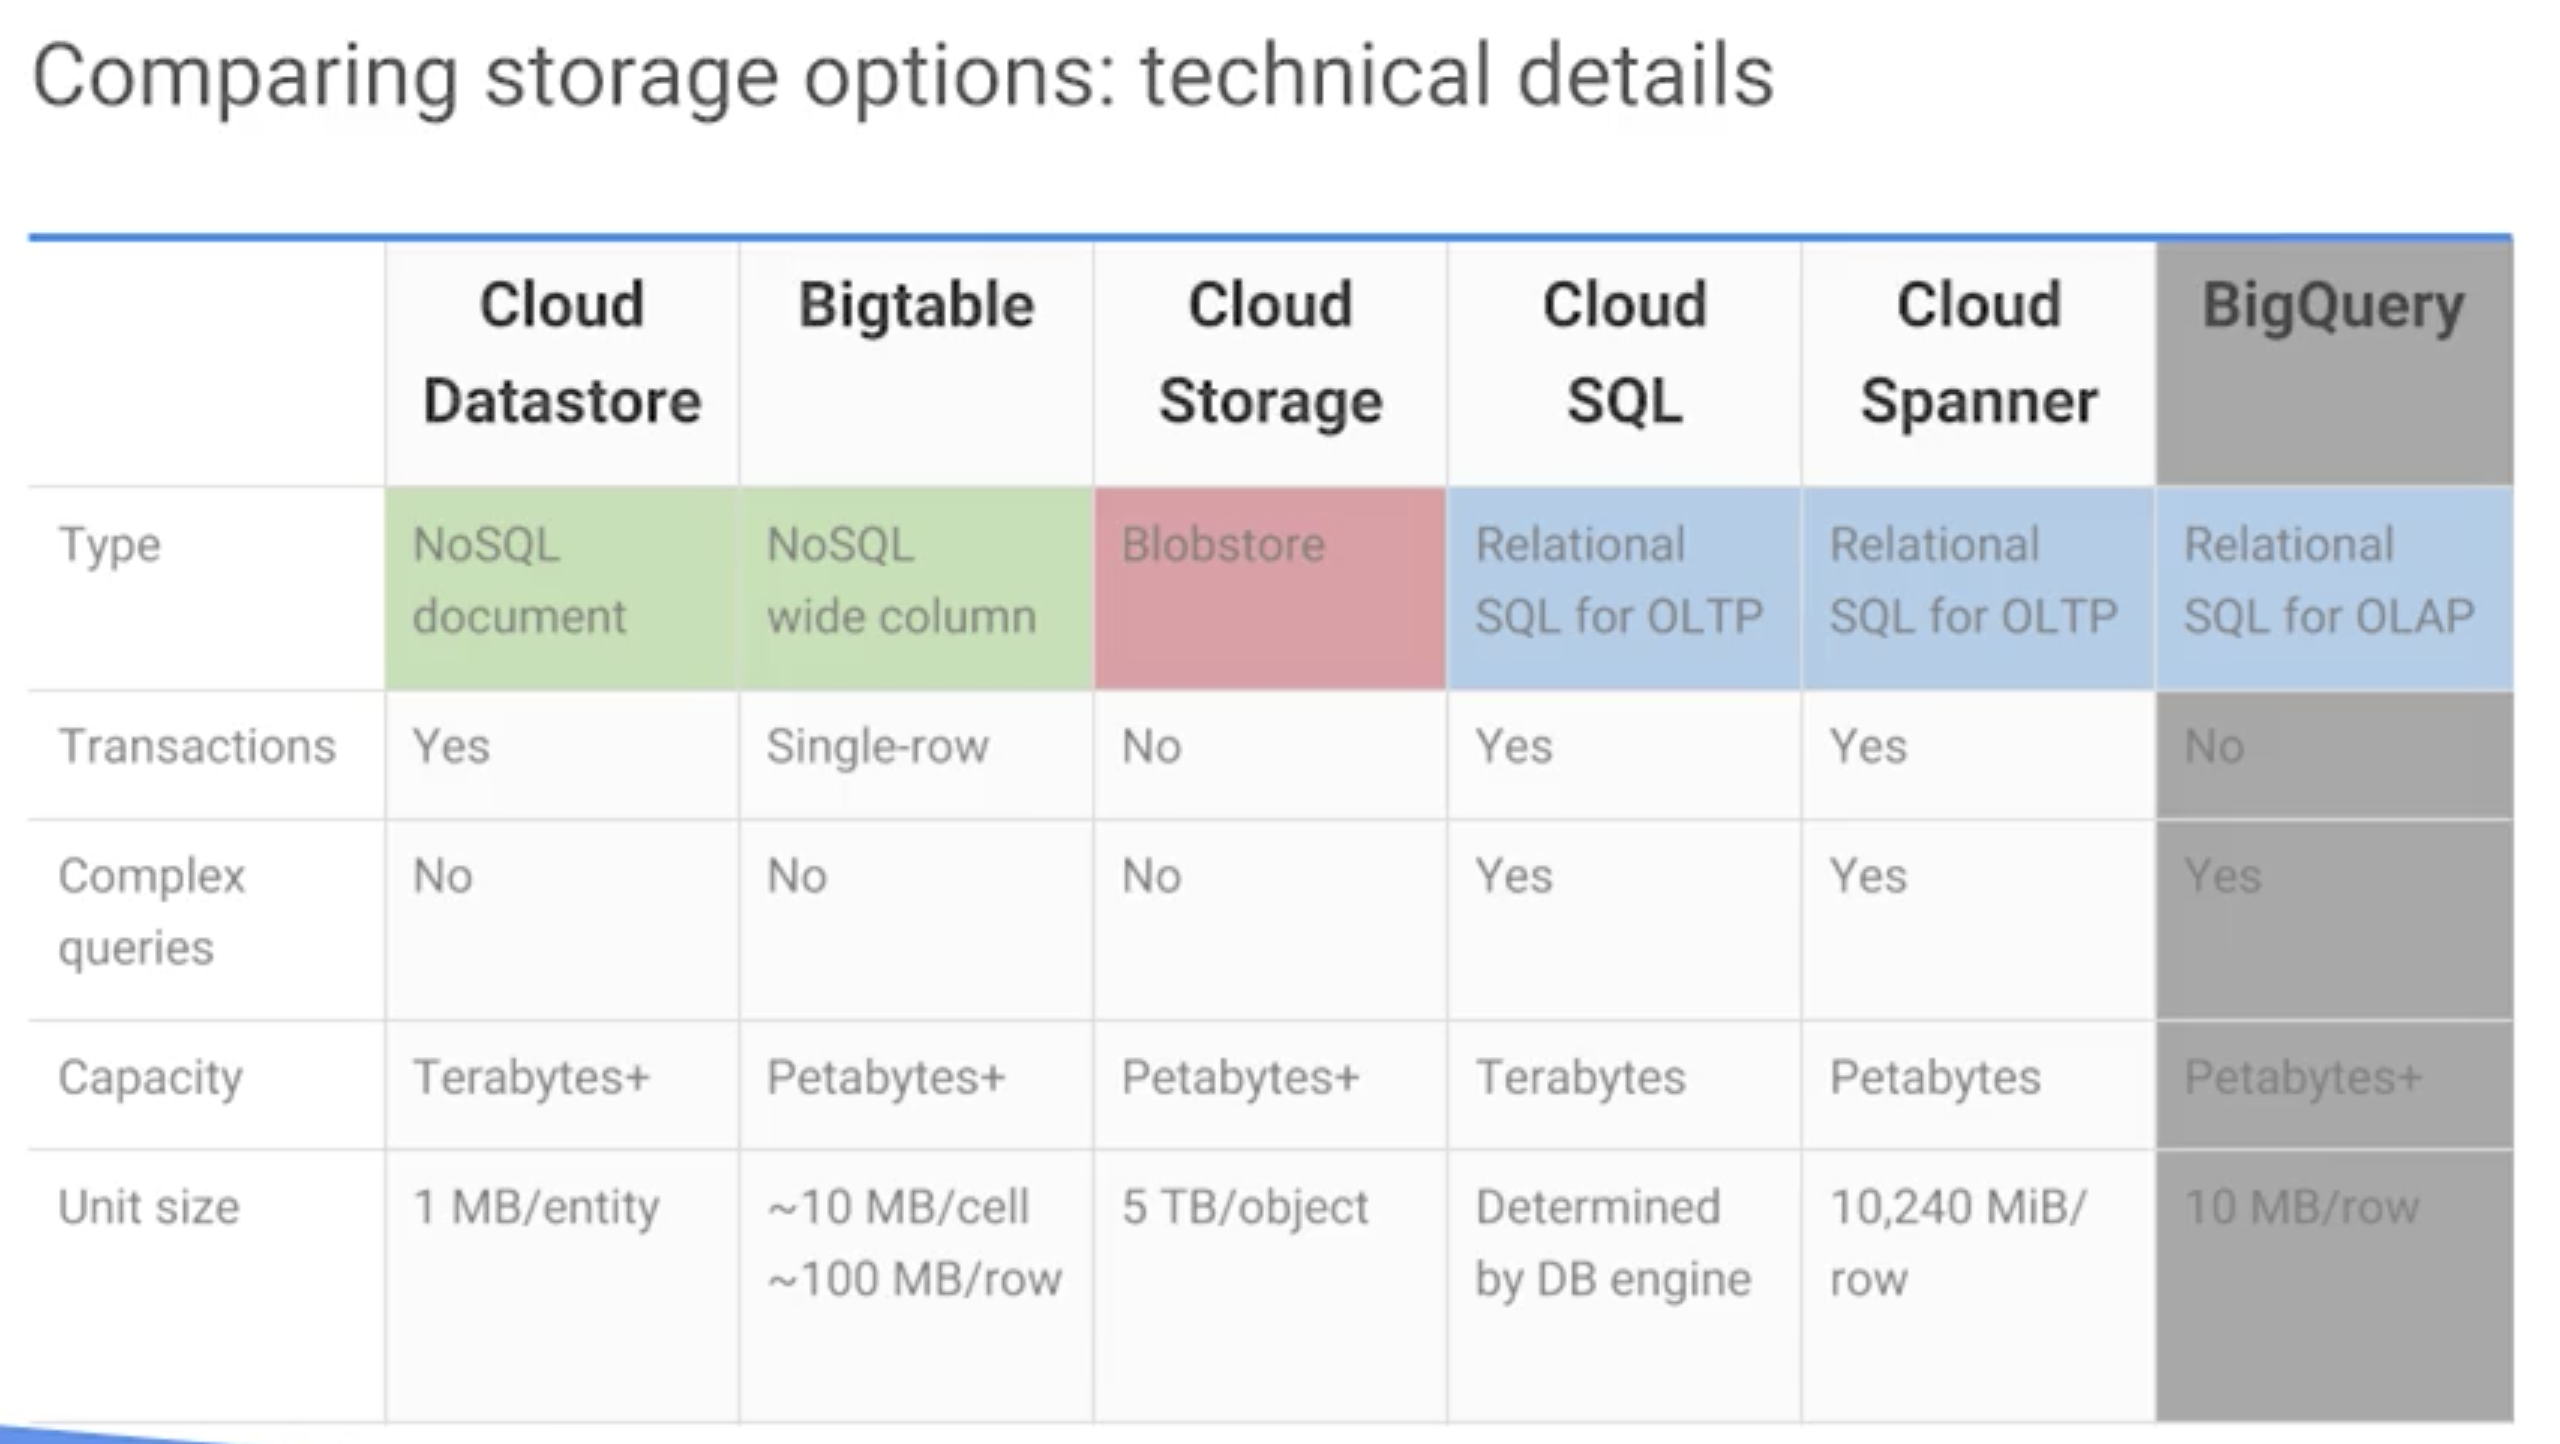 Comparing storage options: technical details
Cloud Datastore Bigtable Cloud Storage Cloud SQL Cloud Spanner BigQuery
Type NoSQL document NoSQL wide column Blobstore Relational SQL for OLTP Relational SQL for OLTP Relational SQL for OLAP
Transactions Yes Single-row No Yes Yes No
Complex queries No No No Yes Yes Yes
Capacity Terabytes+ Petabytes+ Petabytes+ Terabytes Petabytes Petabytes+
Unit size 1 MB/entity ~10 MB/cell ~100 MB/row 5 TB/object Determined by DB engine 10,240 MiB/ row 10 MB/row